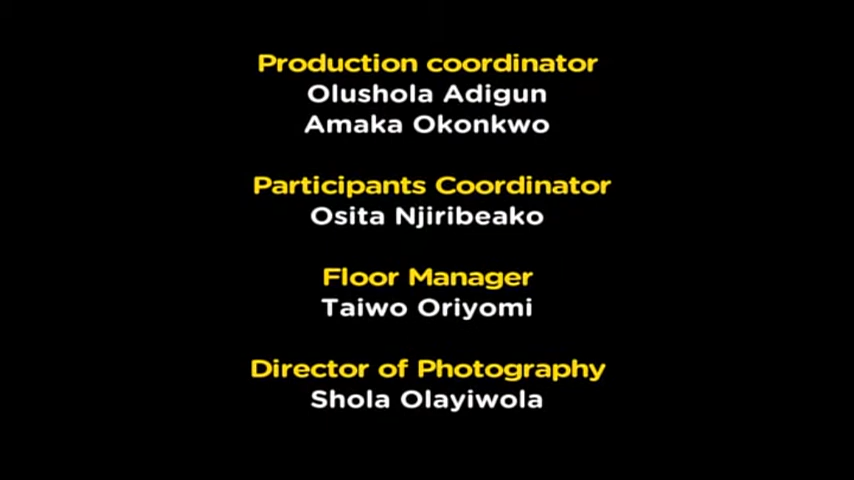 Production coordinator
Olushola Adigun
Amaka Okonkwo
Participants Coordinator
Osita Njiribeako
Floor Manager
Taiwo Oriyomi
Director of Photography
Shola Olayiwola